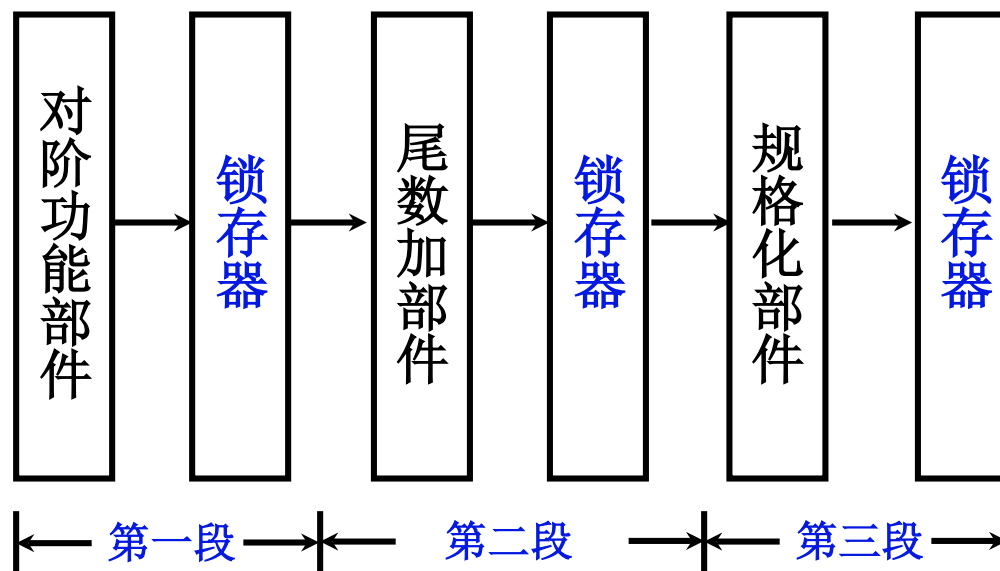 对阶功能部件
锁存器
尾数加部件
锁存器
规格化部件
锁存器
第一段
第二段
第三段